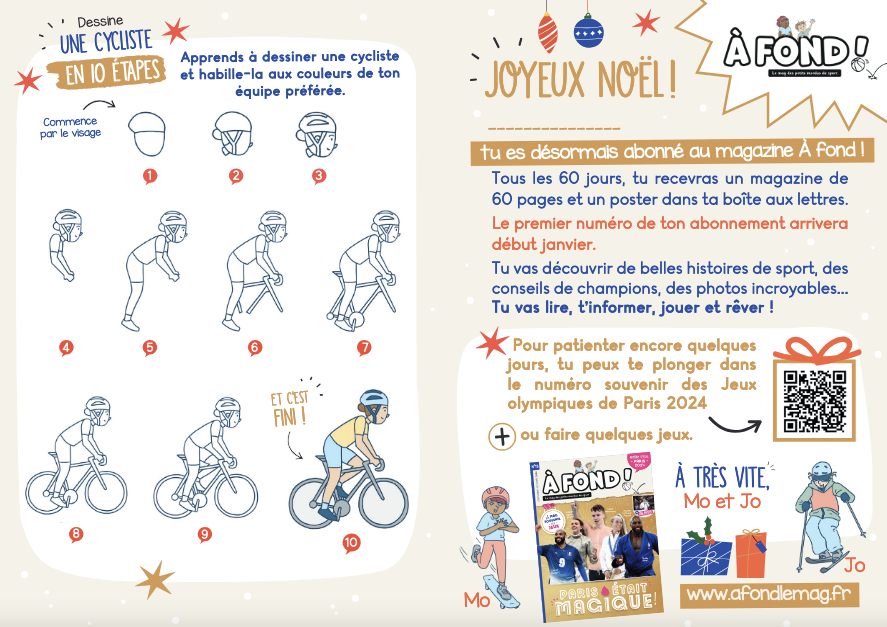 Dessine
UNE CYCLISTE
EN 10 ÉTAPES
Apprends à dessiner une cycliste
et habille-la aux couleurs de ton
équipe préférée.
Commence
par le visage
1
2
3
4
5
6
7
ET C'EST
FINI !
8
9
10
À FOND !
Le mag des petits mordus de sport
JOYEUX NOËL !
_______________
tu es désormais abonné au magazine À fond !
Tous les 60 jours, tu recevras un magazine de
60 pages et un poster dans ta boîte aux lettres.
Le premier numéro de ton abonnement arrivera
début janvier.
Tu vas découvrir de belles histoires de sport, des
conseils de champions, des photos incroyables...
Tu vas lire, t'informer, jouer et rêver !
Pour patienter encore quelques
jours, tu peux te plonger dans
le numéro souvenir des Jeux
olympiques de Paris 2024
+ ou faire quelques jeux.
À FOND !
9
PARIS ÉTAIT
MAGIQUE !
À TRÈS VITE,
Mo et Jo
Mo
Jo
www.afondlemag.fr